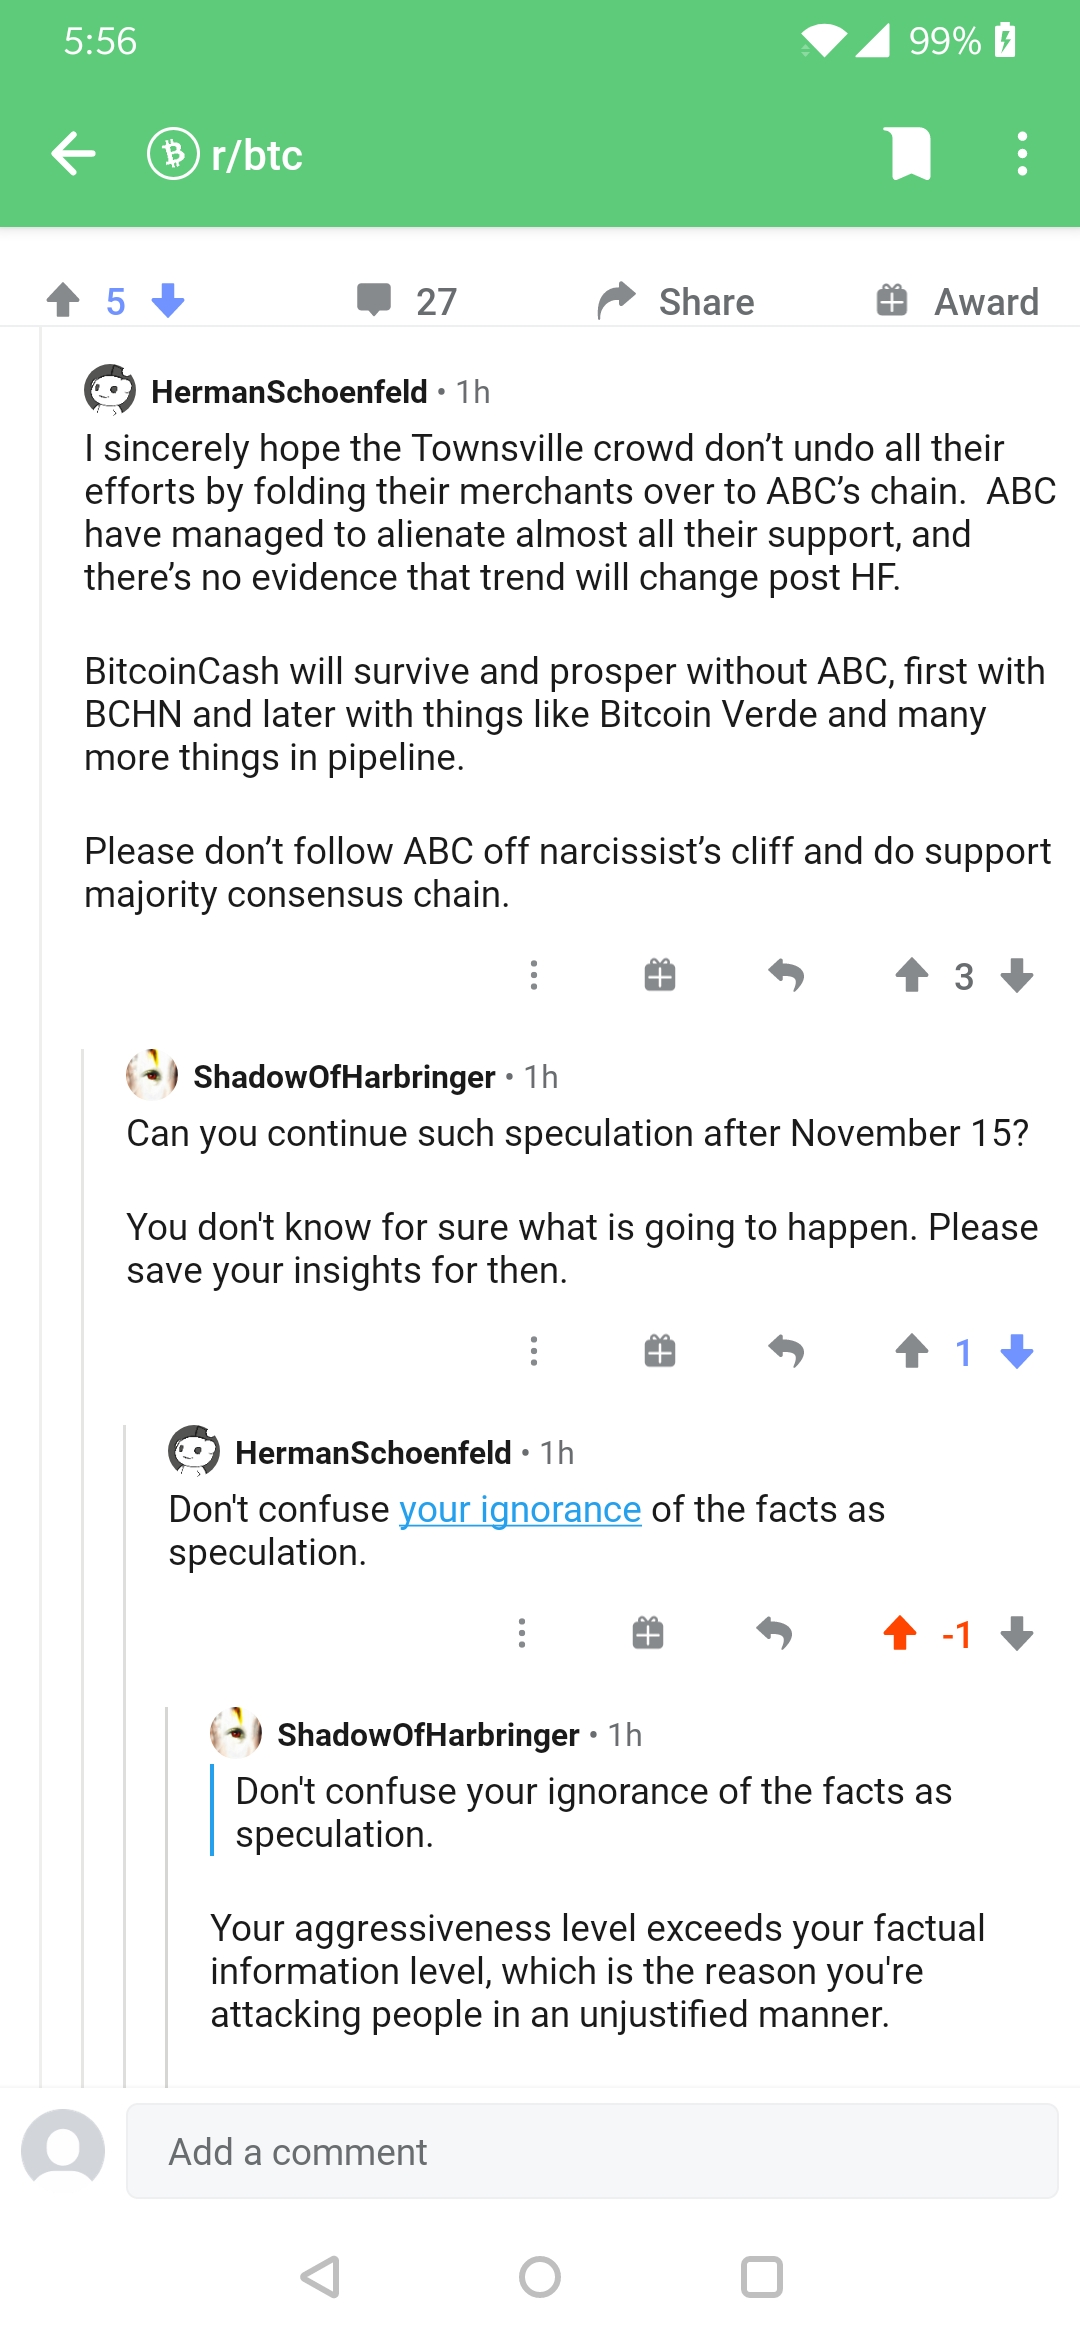 5:56
99%
r/btc
5
27
Share
Award
HermanSchoenfeld • 1h
I sincerely hope the Townsville crowd don’t undo all their
efforts by folding their merchants over to ABC’s chain.  ABC
have managed to alienate almost all their support, and
there’s no evidence that trend will change post HF.
BitcoinCash will survive and prosper without ABC, first with
BCHN and later with things like Bitcoin Verde and many
more things in pipeline.
Please don’t follow ABC off narcissist’s cliff and do support
majority consensus chain.
3
ShadowOfHarbringer • 1h
Can you continue such speculation after November 15?
You don't know for sure what is going to happen. Please
save your insights for then.
1
HermanSchoenfeld • 1h
Don't confuse your ignorance of the facts as
speculation.
-1
ShadowOfHarbringer • 1h
Don't confuse your ignorance of the facts as
speculation.
Your aggressiveness level exceeds your factual
information level, which is the reason you're
attacking people in an unjustified manner.
Add a comment